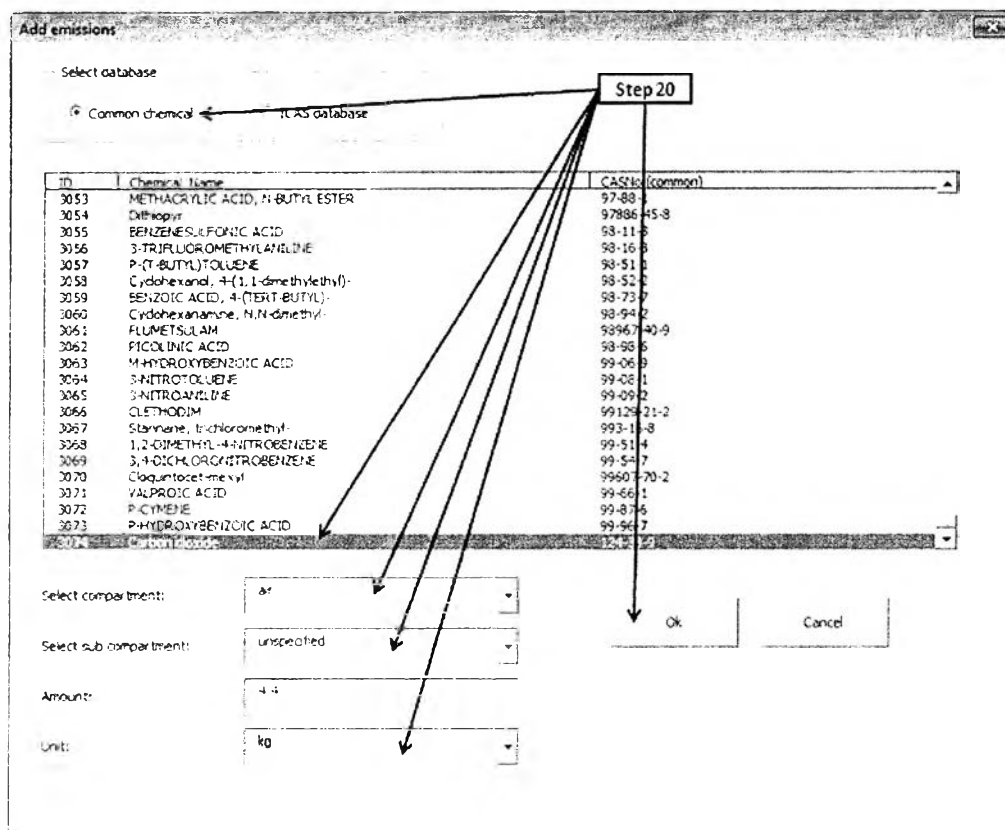 Add emissions
Select database
Step 20
Common chemical ICAS database
ID Chemical Name CASNo.(common)
3053 METHACRYLIC ACID, N-BUTYL ESTER 97-88-
3054 Dithiopyr 97886-45-8
3055 BENZENESULFONIC ACID 98-11-3
3056 3-TRIFLUOROMETHYLANILINE 98-16-8
3057 P-(T-BUTYL)TOLUENE 98-51-1
3058 Cyclohexanol, 4-(1,1-dimethylethyl)- 98-52-2
3059 BENZOIC ACID, 4-(TERT-BUTYL)- 98-73-7
3060 Cyclohexanamine, N,N-dimethyl- 98-94-2
3061 FLUMETSULAM 98967-40-9
3062 PICOLINIC ACID 98-98-6
3063 M-HYDROXYBENZOIC ACID 99-06-9
3064 3-NITROTOLUENE 99-08-1
3065 3-NITROANILINE 99-09-2
3066 CLETHODIM 99129-21-2
3067 Stannane, trichloromethyl- 993-16-8
3068 1,2-DIMETHYL-4-NITROBENZENE 99-51-4
3069 3,4-DICHLORONITROBENZENE 99-54-7
3070 Cloquintocet-mexyl 99607-70-2
3071 VALPROIC ACID 99-66-1
3072 P-CYMENE 99-87-6
3073 P-HYDROXYBENZOIC ACID 99-96-7
3074 Carbon dioxide 124-38-9
Select compartment: air
Select sub compartment: unspecified
Ok Cancel
Amount: 4.4
Unit: kg